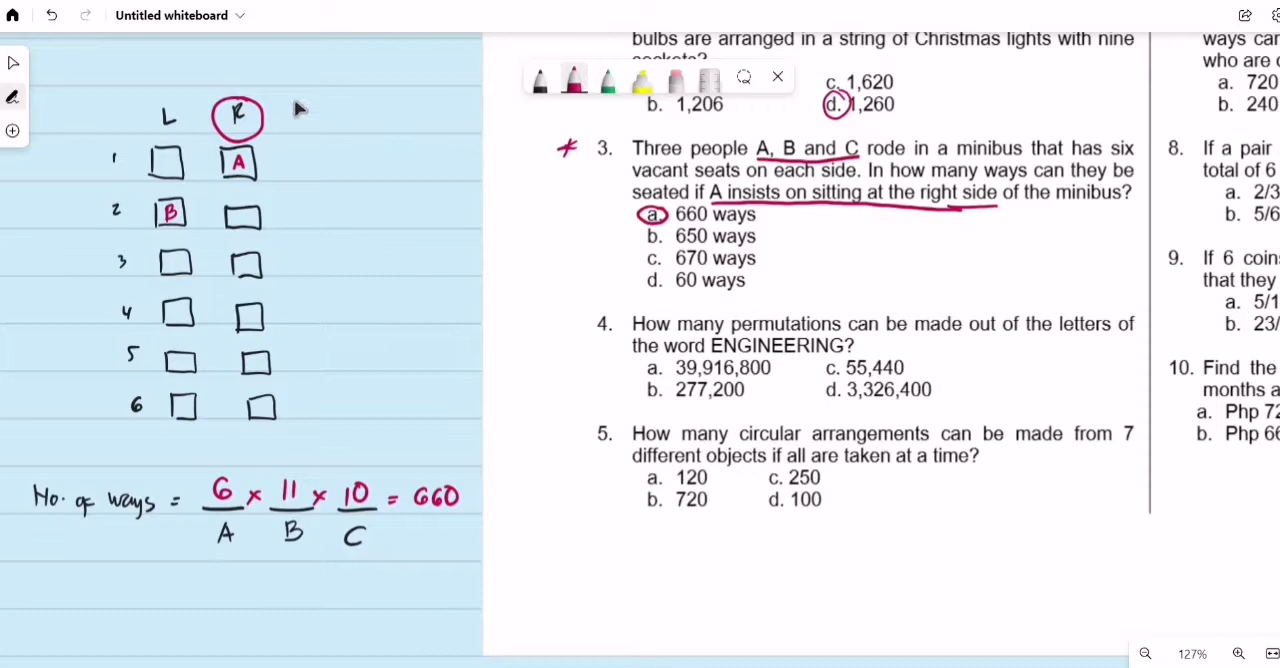 Untitled whiteboard
L R
1 A
2 B
3
4
5
6
No. of ways = 6 x 11 x 10 = 660
A B C
bulbs are arranged in a string of Christmas lights with nine
sockets?
c. 1,620
b. 1,206 d. 1,260
* 3. Three people A, B and C rode in a minibus that has six
vacant seats on each side. In how many ways can they be
seated if A insists on sitting at the right side of the minibus?
a. 660 ways
b. 650 ways
c. 670 ways
d. 60 ways
4. How many permutations can be made out of the letters of
the word ENGINEERING?
a. 39,916,800 c. 55,440
b. 277,200 d. 3,326,400
5. How many circular arrangements can be made from 7
different objects if all are taken at a time?
a. 120 c. 250
b. 720 d. 100
ways can
who are
a. 720
b. 240
8. If a pair
total of 6
a. 2/3
b. 5/6
9. If 6 coin
that they
a. 5/1
b. 23/
10. Find the
months a
a. Php 72
b. Php 66
127%